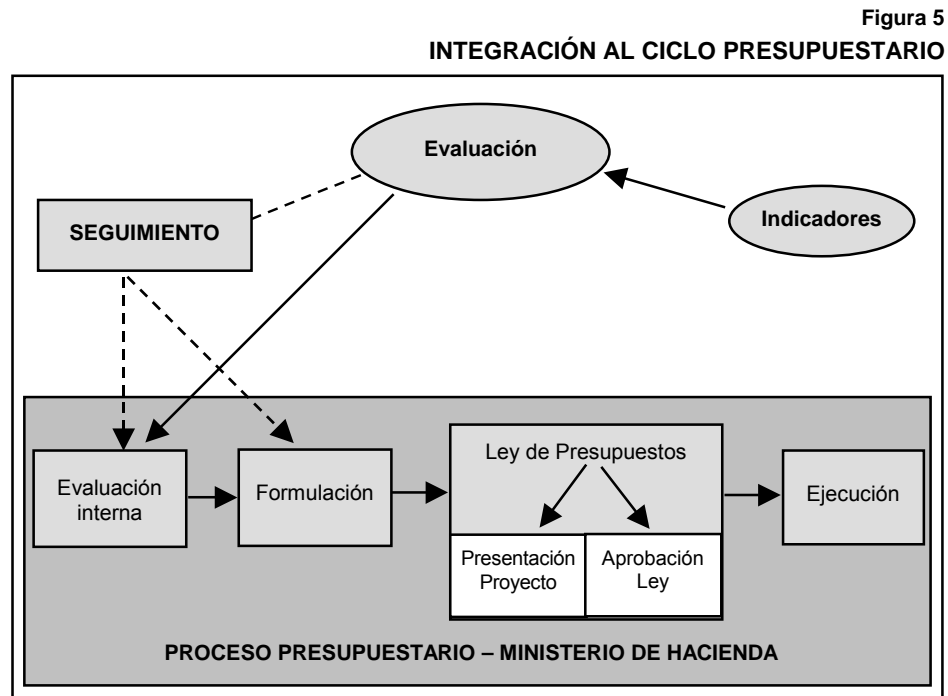 Figura 5
INTEGRACIÓN AL CICLO PRESUPUESTARIO
Evaluación
Indicadores
SEGUIMIENTO
Evaluación
interna
Formulación
Ley de Presupuestos
Presentación
Proyecto
Aprobación
Ley
Ejecución
PROCESO PRESUPUESTARIO – MINISTERIO DE HACIENDA